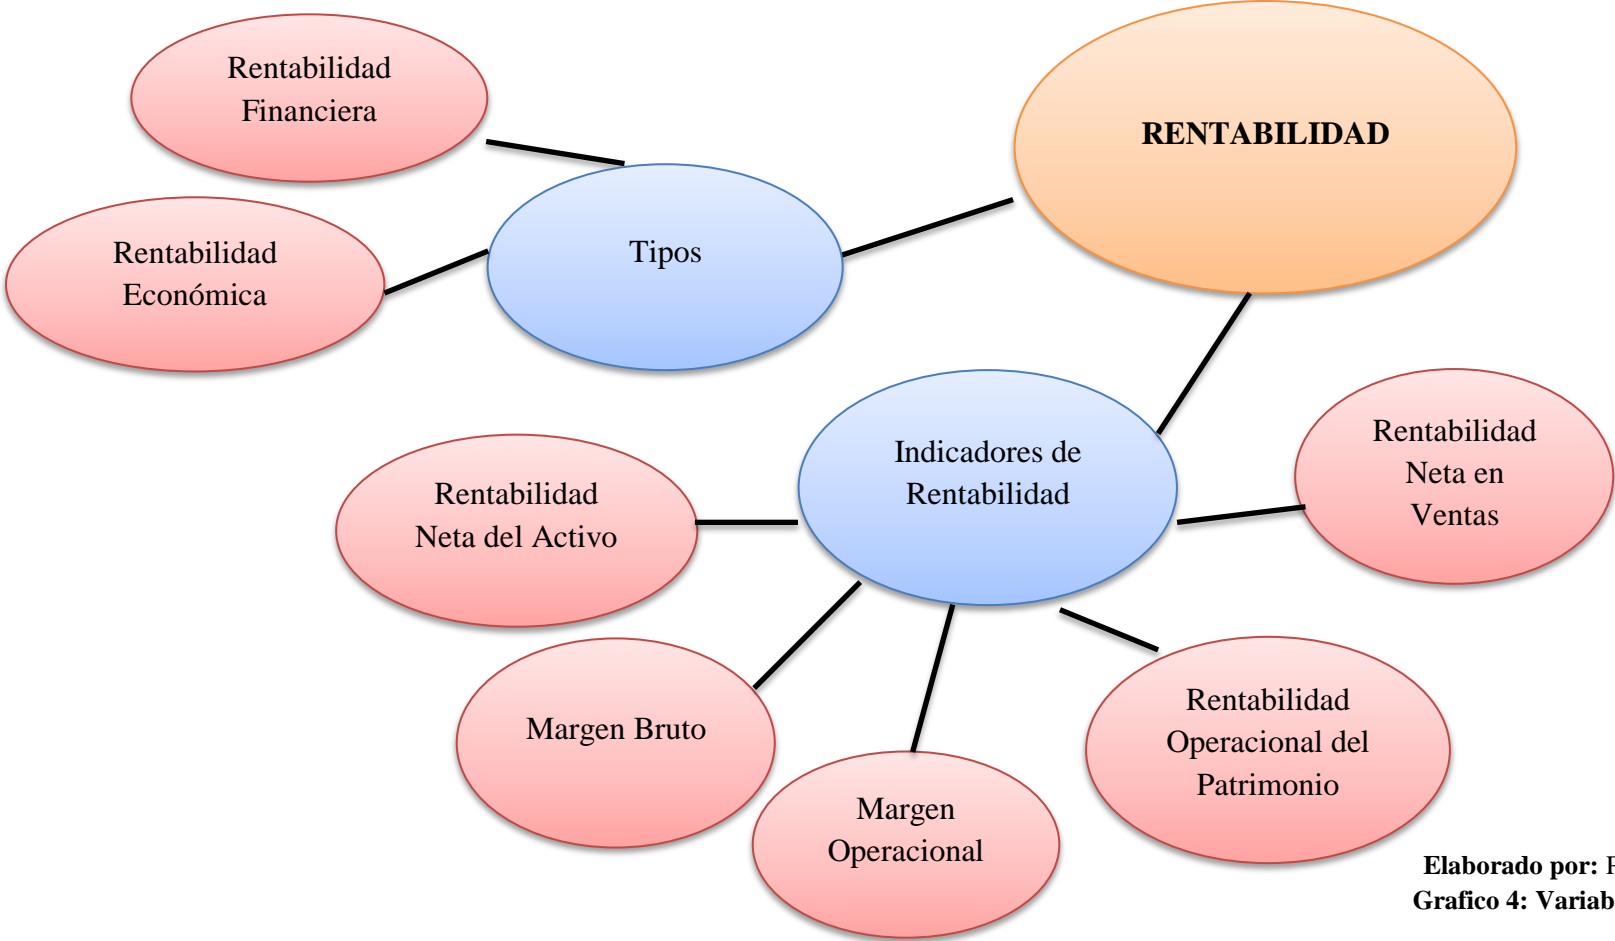 Rentabilidad
Financiera
RENTABILIDAD
Rentabilidad
Económica
Tipos
Indicadores de
Rentabilidad
Rentabilidad
Neta en
Ventas
Rentabilidad
Neta del Activo
Margen Bruto
Rentabilidad
Operacional del
Patrimonio
Margen
Operacional
Elaborado por:
Grafico 4: